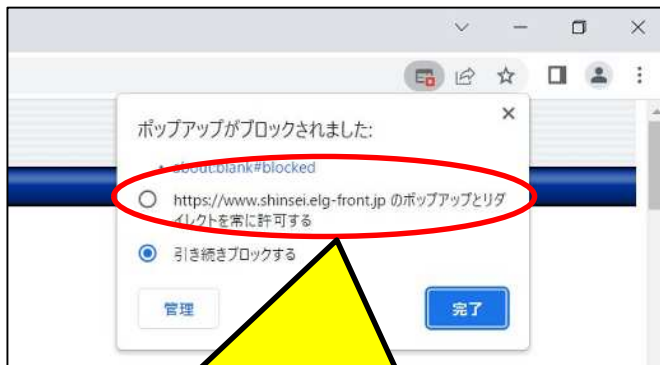 ポップアップがブロックされました:
about:blank#blocked
https://www.shinsei.elg-front.jp のポップアップとリダ
イレクトを常に許可する
引き続きブロックする
管理
完了